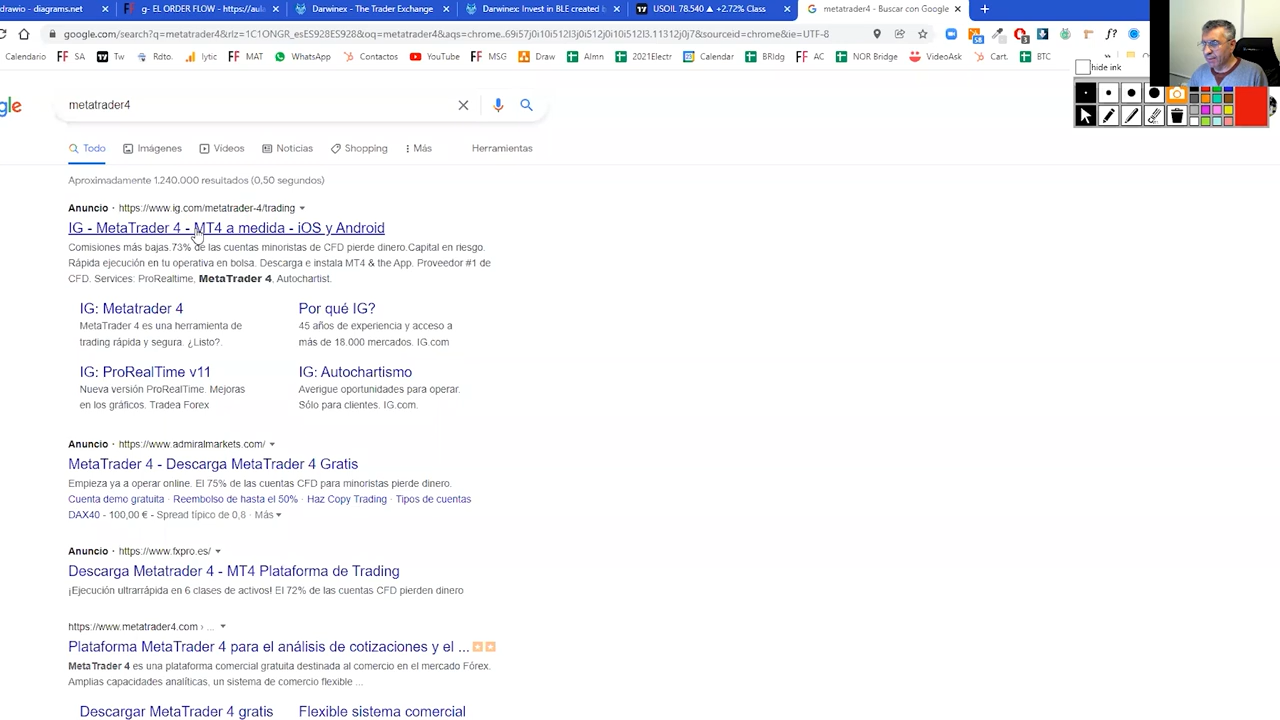 drawio - diagrams.net
g- EL ORDER FLOW - https://aula
Darwinex - The Trader Exchange
Darwinex: Invest in BLE created b
USOIL 78.540 ▲ +2.72% Class
metatrader4 - Buscar con Google
google.com/search?q=metatrader4&rlz=1C1ONGR_esES928ES928&oq=metatrader4&aqs=chrome..69i57j0i10i512l3j0i512j0i10i512l3.11312j0j7&sourceid=chrome&ie=UTF-8
Calendario
SA
Tw
Rdto.
lytic
MAT
WhatsApp
Contactos
YouTube
MSG
Draw
Almn
2021Electr
Calendar
BRIdg
AC
NOR Bridge
VideoAsk
Cart.
BTC
hide ink
gle
metatrader4
Todo
Imágenes
Vídeos
Noticias
Shopping
Más
Herramientas
Aproximadamente 1.240.000 resultados (0,50 segundos)
Anuncio · https://www.ig.com/metatrader-4/trading
IG - MetaTrader 4 - MT4 a medida - iOS y Android
Comisiones más bajas.73% de las cuentas minoristas de CFD pierde dinero.Capital en riesgo.
Rápida ejecución en tu operativa en bolsa. Descarga e instala MT4 & the App. Proveedor #1 de
CFD. Services: ProRealtime, MetaTrader 4, Autochartist.
IG: Metatrader 4
MetaTrader 4 es una herramienta de
trading rápida y segura. ¿Listo?.
Por qué IG?
45 años de experiencia y acceso a
más de 18.000 mercados. IG.com
IG: ProRealTime v11
Nueva versión ProRealTime. Mejoras
en los gráficos. Tradea Forex
IG: Autochartismo
Averigue oportunidades para operar.
Sólo para clientes. IG.com.
Anuncio · https://www.admiralmarkets.com/
MetaTrader 4 - Descarga MetaTrader 4 Gratis
Empieza ya a operar online. El 75% de las cuentas CFD para minoristas pierde dinero.
Cuenta demo gratuita · Reembolso de hasta el 50% · Haz Copy Trading · Tipos de cuentas
DAX40 - 100,00 € - Spread típico de 0,8 · Más
Anuncio · https://www.fxpro.es/
Descarga Metatrader 4 - MT4 Plataforma de Trading
¡Ejecución ultrarrápida en 6 clases de activos! El 72% de las cuentas CFD pierden dinero
https://www.metatrader4.com › ...
Plataforma MetaTrader 4 para el análisis de cotizaciones y el ...
MetaTrader 4 es una plataforma comercial gratuita destinada al comercio en el mercado Fórex.
Amplias capacidades analíticas, un sistema de comercio flexible ...
Descargar MetaTrader 4 gratis
Flexible sistema comercial